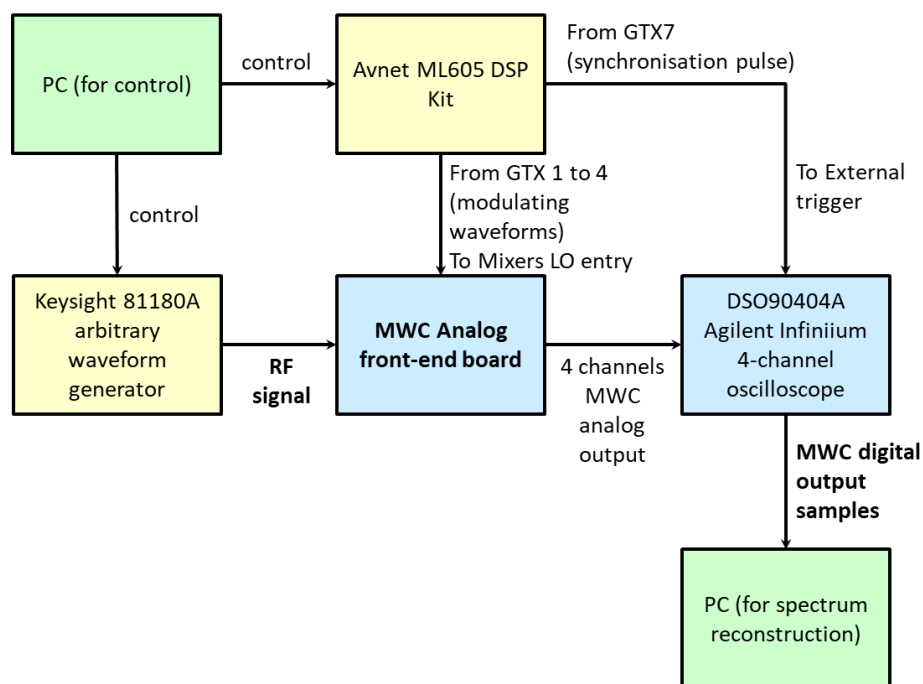 PC (for control)
control
Avnet ML605 DSP
Kit
From GTX7
(synchronisation pulse)
control
From GTX 1 to 4
(modulating
waveforms)
To Mixers LO entry
To External
trigger
Keysight 81180A
arbitrary
waveform
generator
RF
signal
MWC Analog
front-end board
4 channels
MWC
analog
output
DSO90404A
Agilent Infiniium
4-channel
oscilloscope
MWC digital
output
samples
PC (for spectrum
reconstruction)